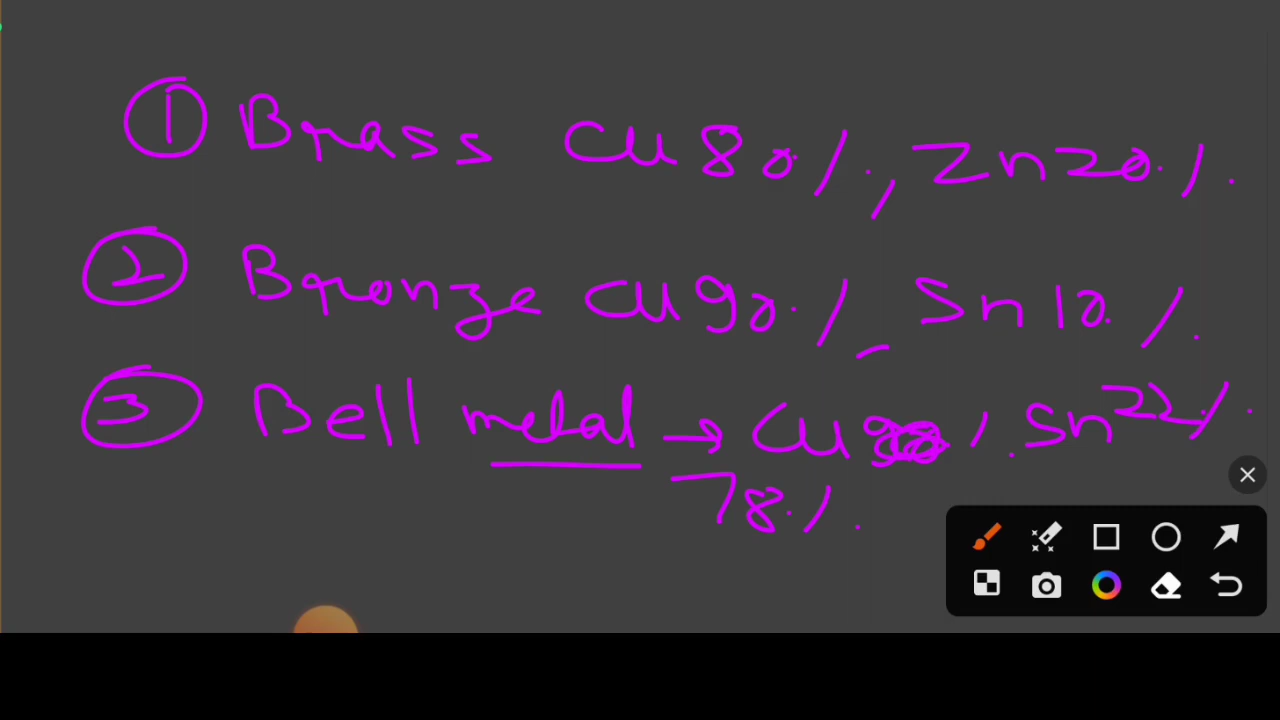 ① Brass Cu 80%, Zn 20%.
② Bronze Cu 90% Sn 10%.
③ Bell metal → Cu % Sn 22%.
78%.